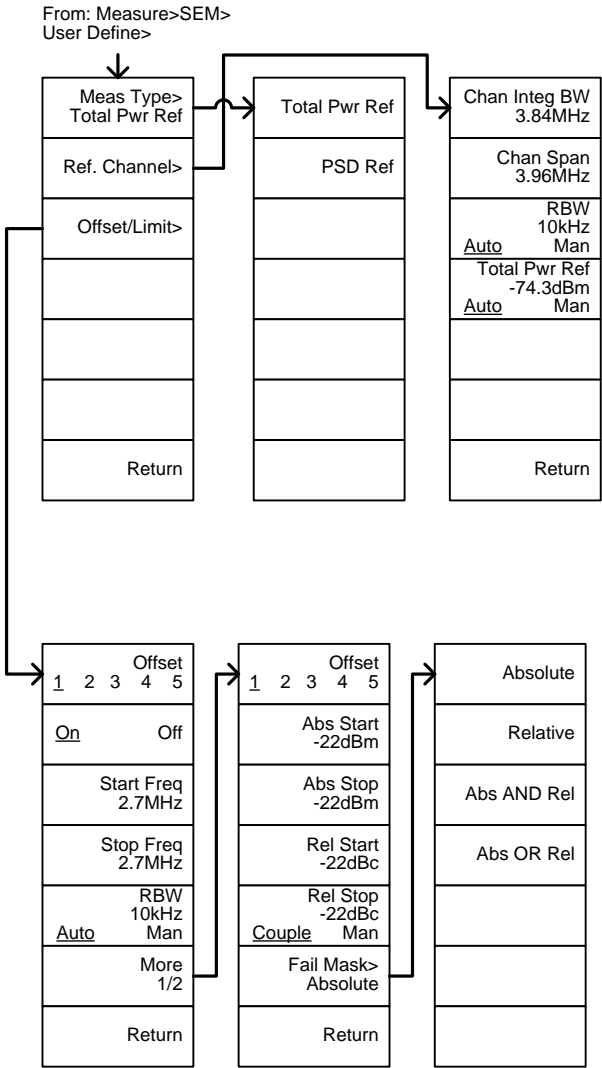 From: Measure>SEM>
User Define>
Meas Type>
Total Pwr Ref
Ref. Channel>
Offset/Limit>
Return
Total Pwr Ref
PSD Ref
Chan Integ BW
3.84MHz
Chan Span
3.96MHz
RBW
10kHz
Auto Man
Total Pwr Ref
-74.3dBm
Auto Man
Return
Offset
1 2 3 4 5
On Off
Start Freq
2.7MHz
Stop Freq
2.7MHz
RBW
10kHz
Auto Man
More
1/2
Return
Offset
1 2 3 4 5
Abs Start
-22dBm
Abs Stop
-22dBm
Rel Start
-22dBc
Rel Stop
-22dBc
Couple Man
Fail Mask>
Absolute
Return
Absolute
Relative
Abs AND Rel
Abs OR Rel